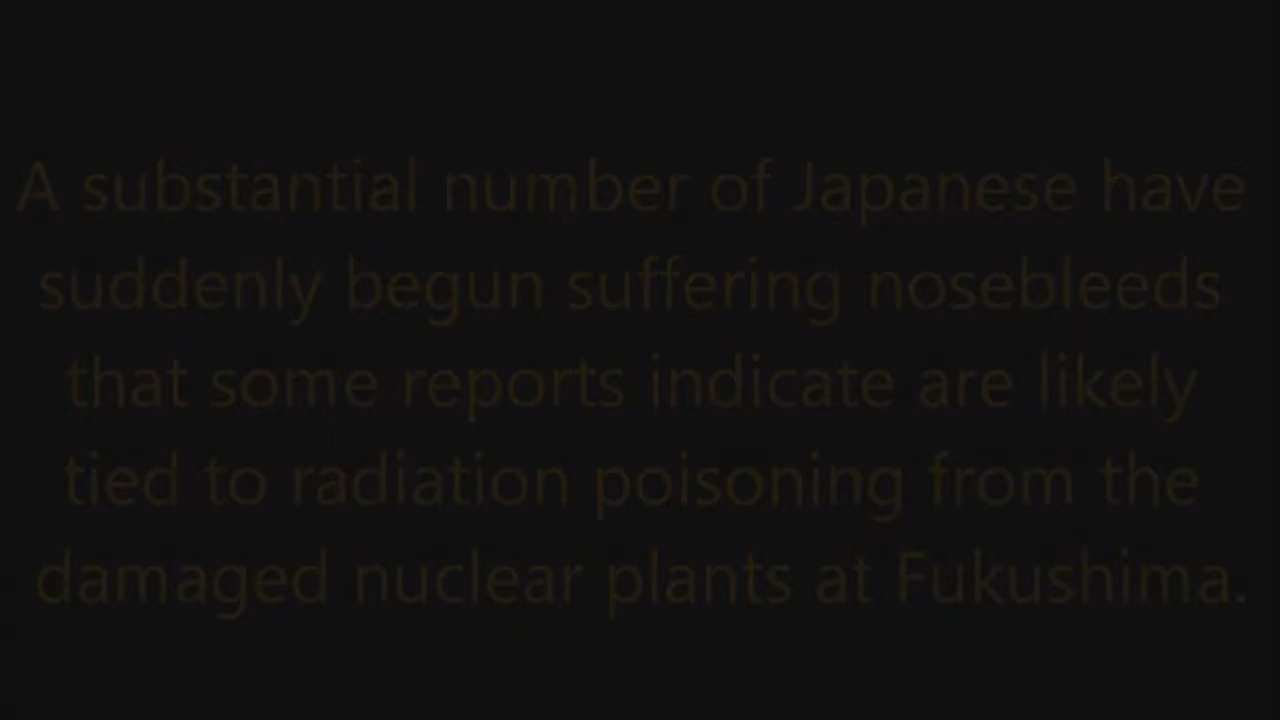 A substantial number of Japanese have
suddenly begun suffering nosebleeds
that some reports indicate are likely
tied to radiation poisoning from the
damaged nuclear plants at Fukushima.